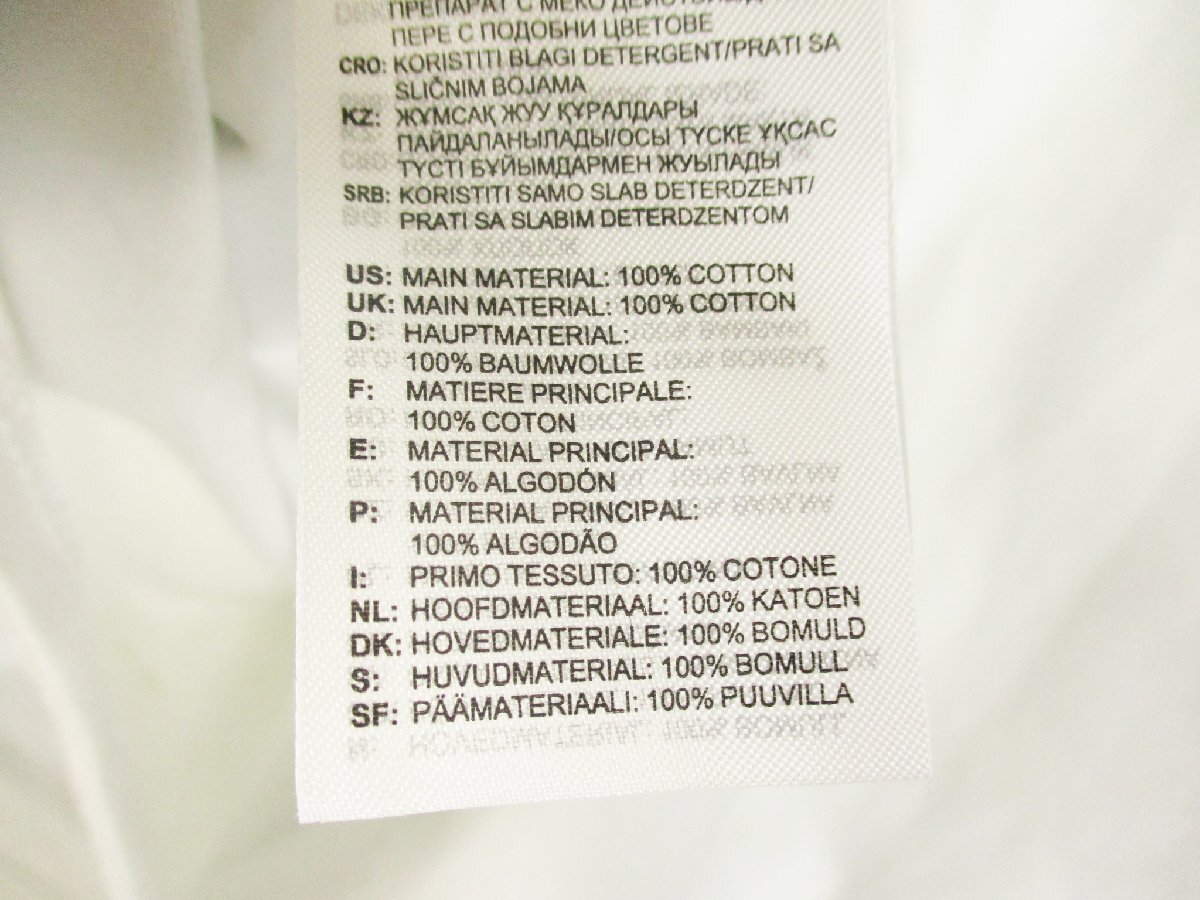 ПРЕПАРАТ С МЕКО
ПЕРЕ С ПОДОБНИ ЦВЕТОВЕ
CRO: KORISTITI BLAGI DETERGENT/PRATI SA
SLIČNIM BOJAMA
KZ: ЖҰМСАҚ ЖУУ ҚҰРАЛДАРЫ
ПАЙДАЛАНЫЛАДЫ/ОСЫ ТҮСКЕ ҰҚСАС
ТҮСТІ БҰЙЫМДАРМЕН ЖУЫЛАДЫ
SRB: KORISTITI SAMO SLAB DETERDZENT/
PRATI SA SLABIM DETERDZENTOM
US: MAIN MATERIAL: 100% COTTON
UK: MAIN MATERIAL: 100% COTTON
D: HAUPTMATERIAL:
100% BAUMWOLLE
F: MATIERE PRINCIPALE:
100% COTON
E: MATERIAL PRINCIPAL:
100% ALGODÓN
P: MATERIAL PRINCIPAL:
100% ALGODÃO
I: PRIMO TESSUTO: 100% COTONE
NL: HOOFDMATERIAAL: 100% KATOEN
DK: HOVEDMATERIALE: 100% BOMULD
S: HUVUDMATERIAL: 100% BOMULL
SF: PÄÄMATERIAALI: 100% PUUVILLA